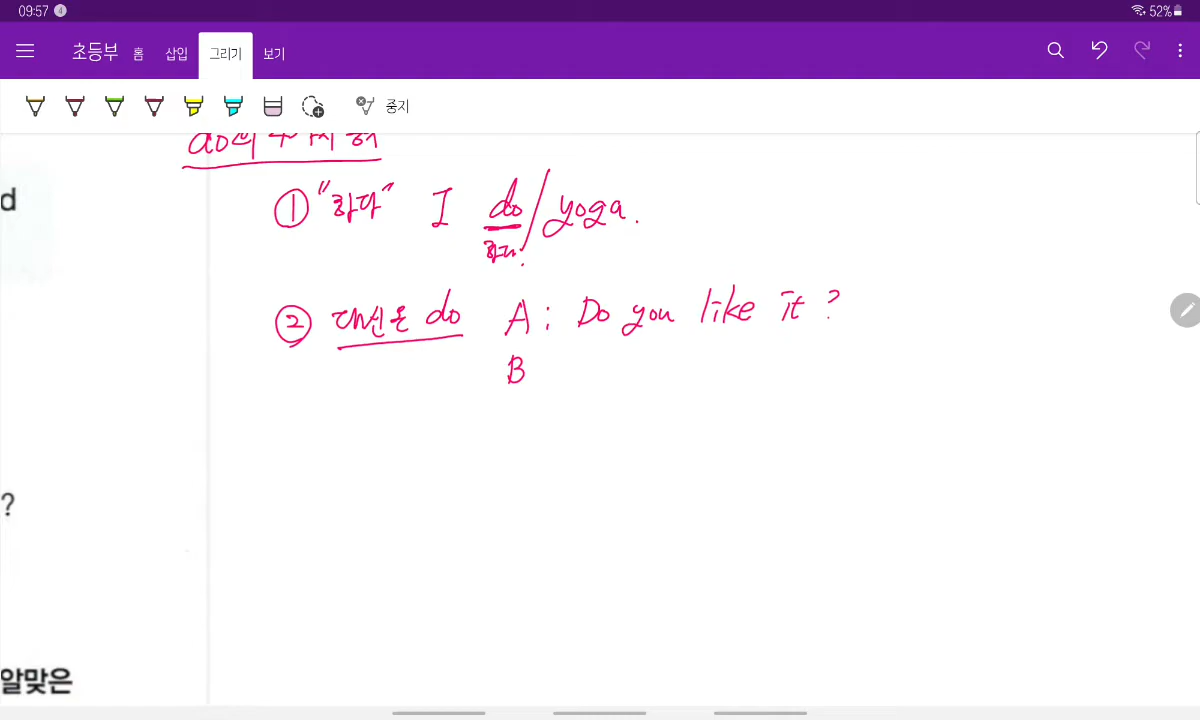 09:57 4 52%
초등부 홈 삽입 그리기 보기
중지
d
① "하다" I do / yoga.
하다.
② 대신은 do A : Do you like it ?
B
?
알맞은